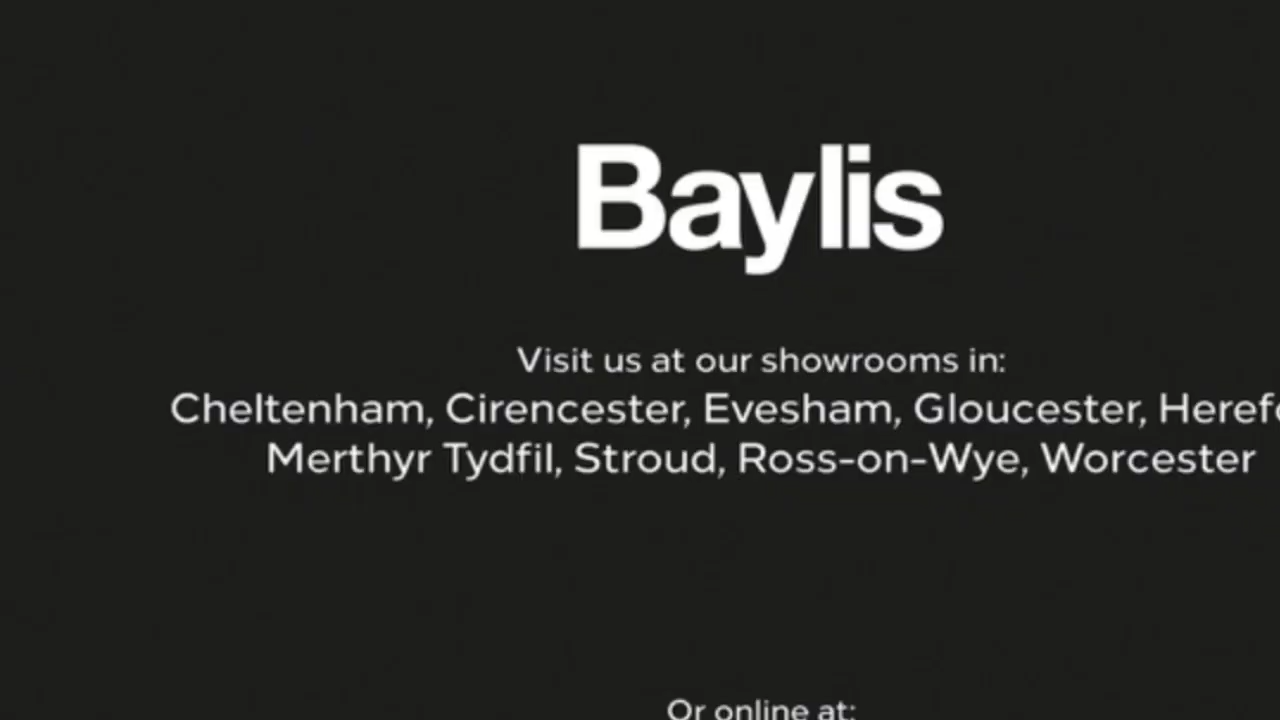 Baylis
Visit us at our showrooms in:
Cheltenham, Cirencester, Evesham, Gloucester,
Merthyr Tydfil, Stroud, Ross-on-Wye, Worcester
Or online at: